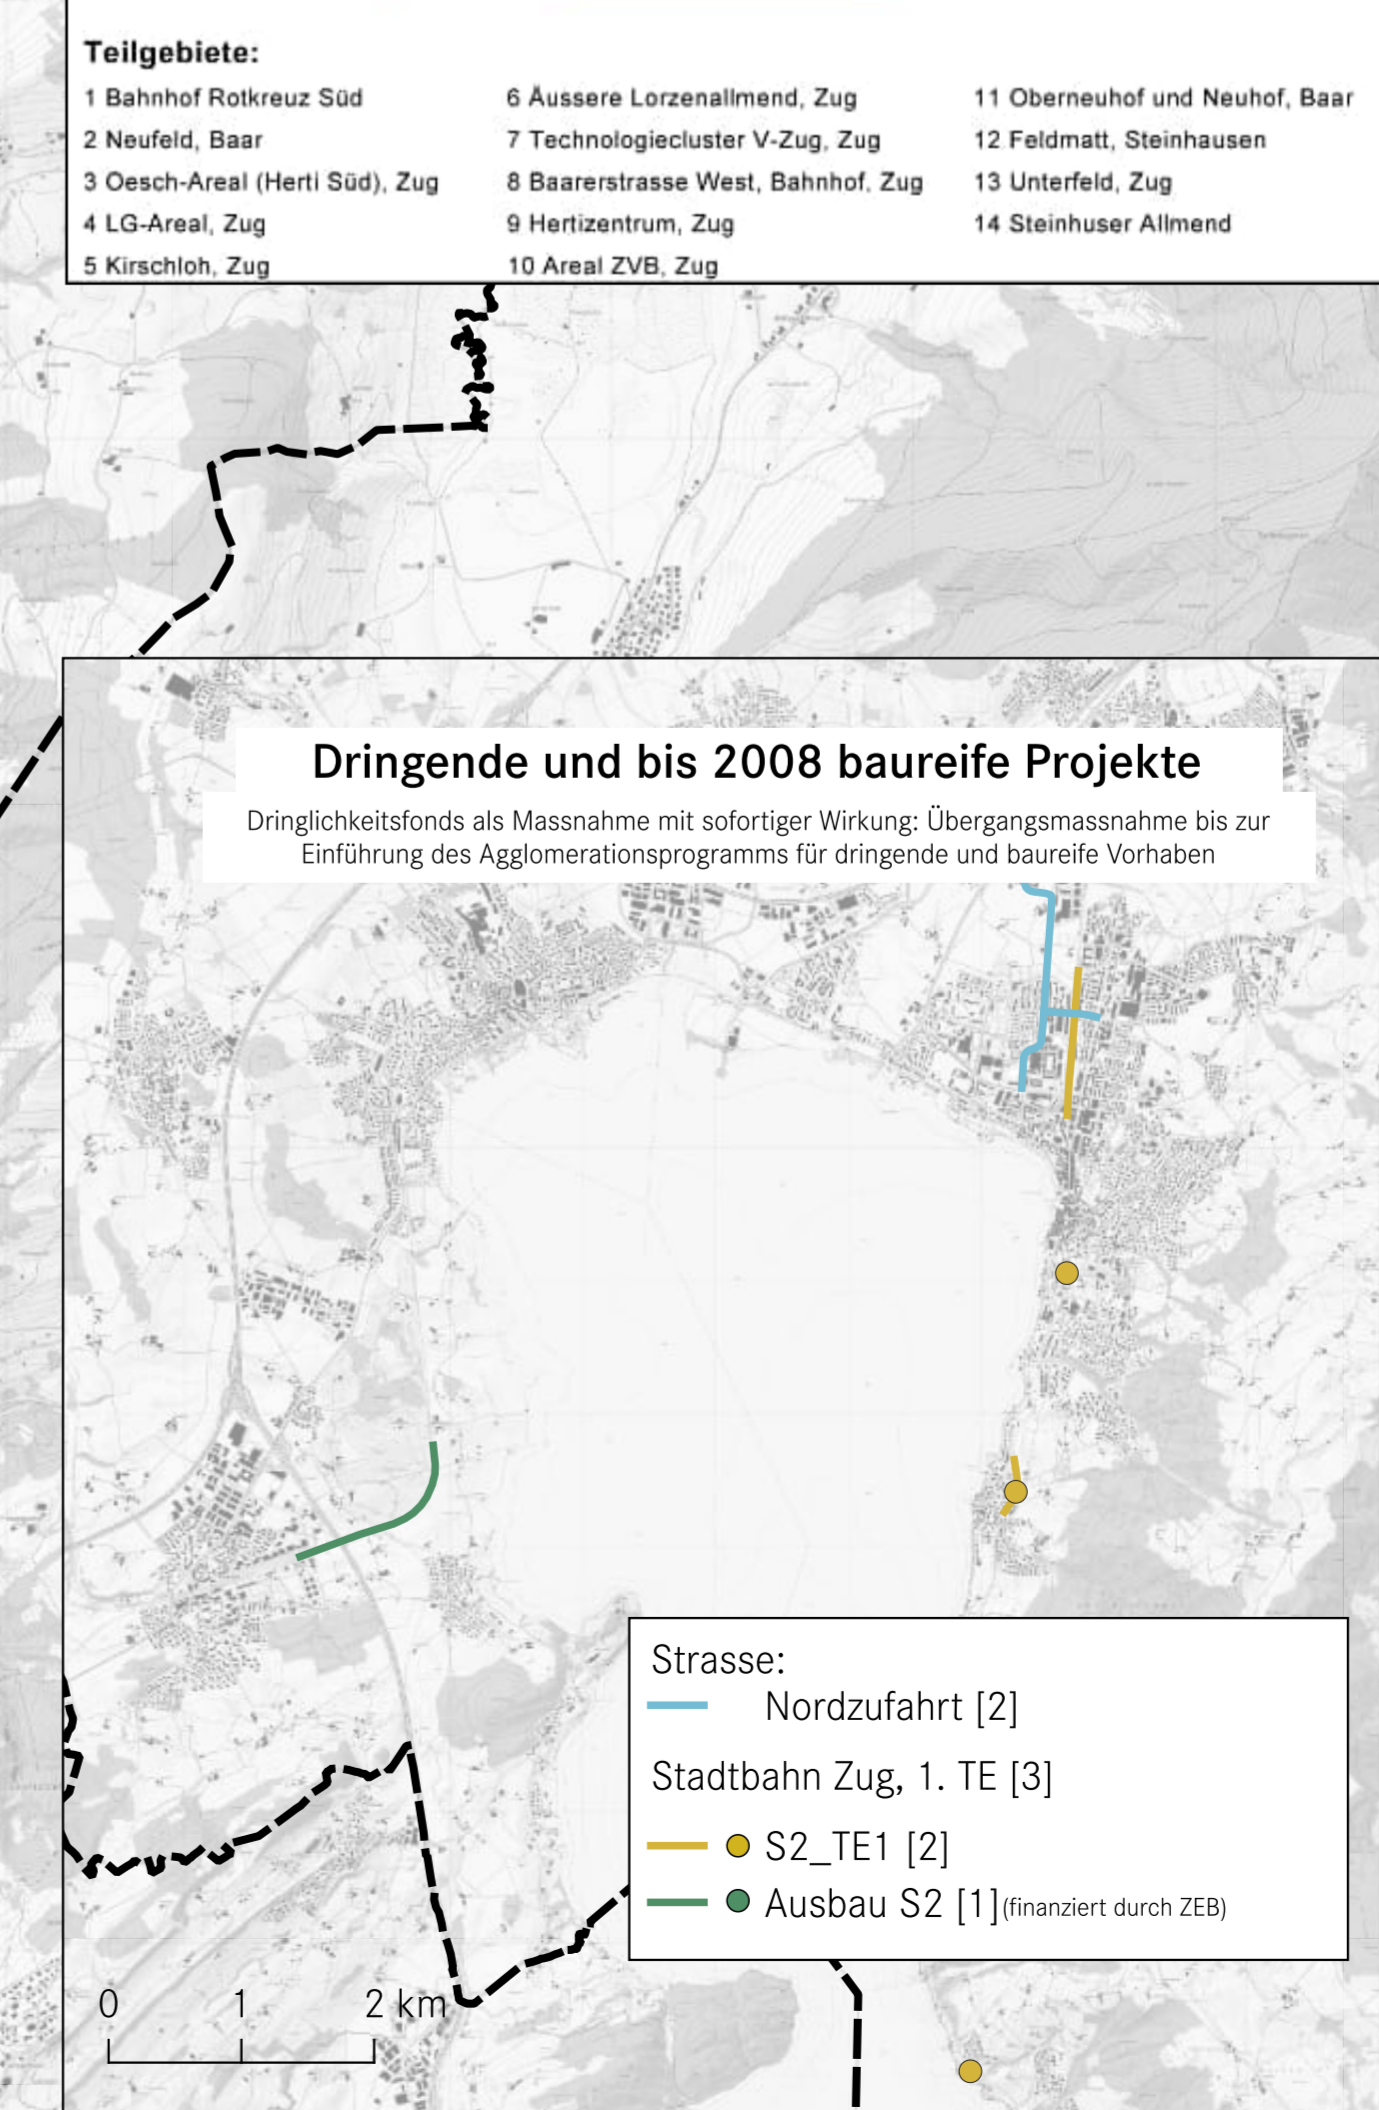 Teilgebiete:
1 Bahnhof Rotkreuz Süd
2 Neufeld, Baar
3 Oesch-Areal (Herti Süd), Zug
4 LG-Areal, Zug
5 Kirschloh, Zug
6 Äussere Lorzenallmend, Zug
7 Technologiecluster V-Zug, Zug
8 Baarerstrasse West, Bahnhof, Zug
9 Hertizentrum, Zug
10 Areal ZVB, Zug
11 Oberneuhof und Neuhof, Baar
12 Feldmatt, Steinhausen
13 Unterfeld, Zug
14 Steinhuser Allmend
Dringende und bis 2008 baureife Projekte
Dringlichkeitsfonds als Massnahme mit sofortiger Wirkung: Übergangsmassnahme bis zur
Einführung des Agglomerationsprogramms für dringende und baureife Vorhaben
Strasse:
Nordzufahrt [2]
Stadtbahn Zug, 1. TE [3]
S2_TE1 [2]
Ausbau S2 [1] (finanziert durch ZEB)
0 1 2 km